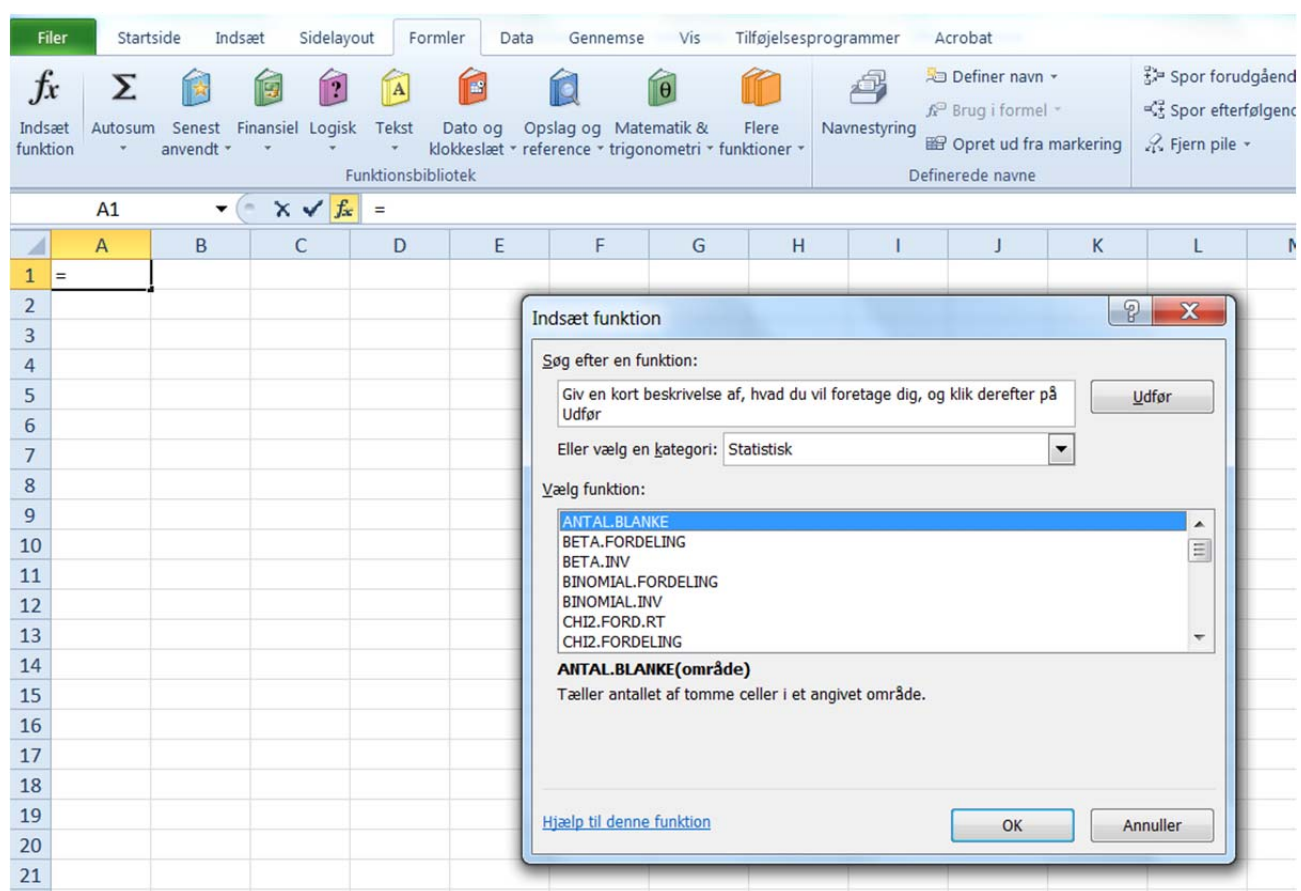 Filer Startside Indsæt Sidelayout Formler Data Gennemse Vis Tilføjelsesprogrammer Acrobat
fx Σ ? A θ Definer navn Spor forudgåend
Brug i formel Spor efterfølgend
Indsæt Autosum Senest Finansiel Logisk Tekst Dato og Opslag og Matematik & Flere Navnestyring
funktion anvendt klokkeslæt reference trigonometri funktioner Opret ud fra markering Fjern pile
Funktionsbibliotek Definerede navne
A1 fx =
A B C D E F G H I J K L
1 =
2
Indsæt funktion
3
4
Søg efter en funktion:
5
Giv en kort beskrivelse af, hvad du vil foretage dig, og klik derefter på
Udfør
Udfør
6
7
Eller vælg en kategori: Statistisk
8
Vælg funktion:
9
ANTAL.BLANKE
10
BETA.FORDELING
BETA.INV
11
BINOMIAL.FORDELING
12
BINOMIAL.INV
CHI2.FORD.RT
13
CHI2.FORDELING
14
ANTAL.BLANKE(område)
15
Tæller antallet af tomme celler i et angivet område.
16
17
18
19
Hjælp til denne funktion OK Annuller
20
21